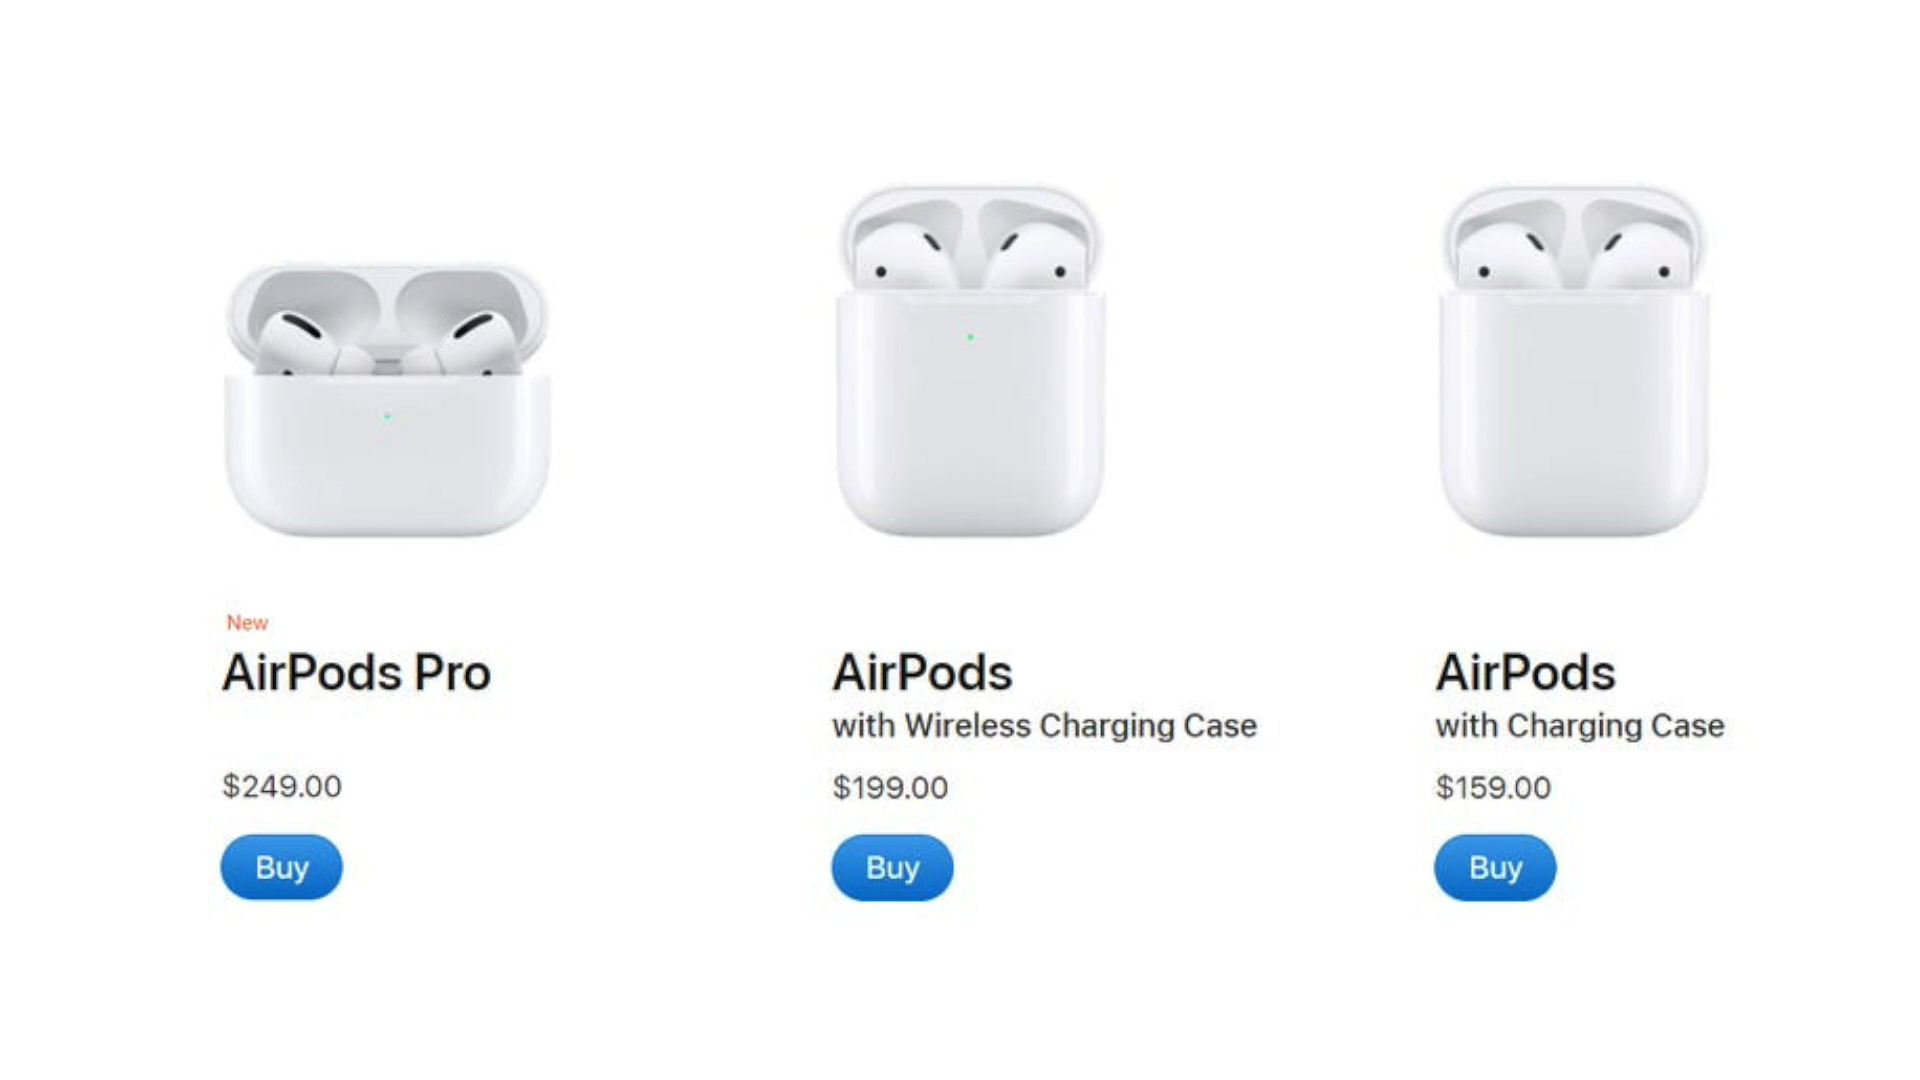 New
AirPods Pro
$249.00
Buy
AirPods
with Wireless Charging Case
$199.00
Buy
AirPods
with Charging Case
$159.00
Buy